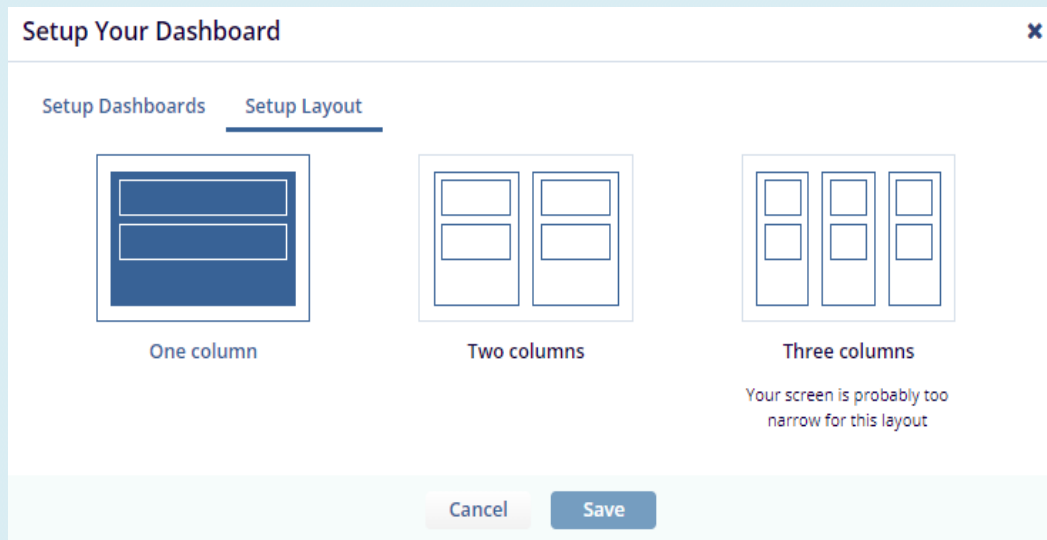 Setup Your Dashboard
Setup Dashboards
Setup Layout
One column
Two columns
Three columns
Your screen is probably too
narrow for this layout
Cancel
Save